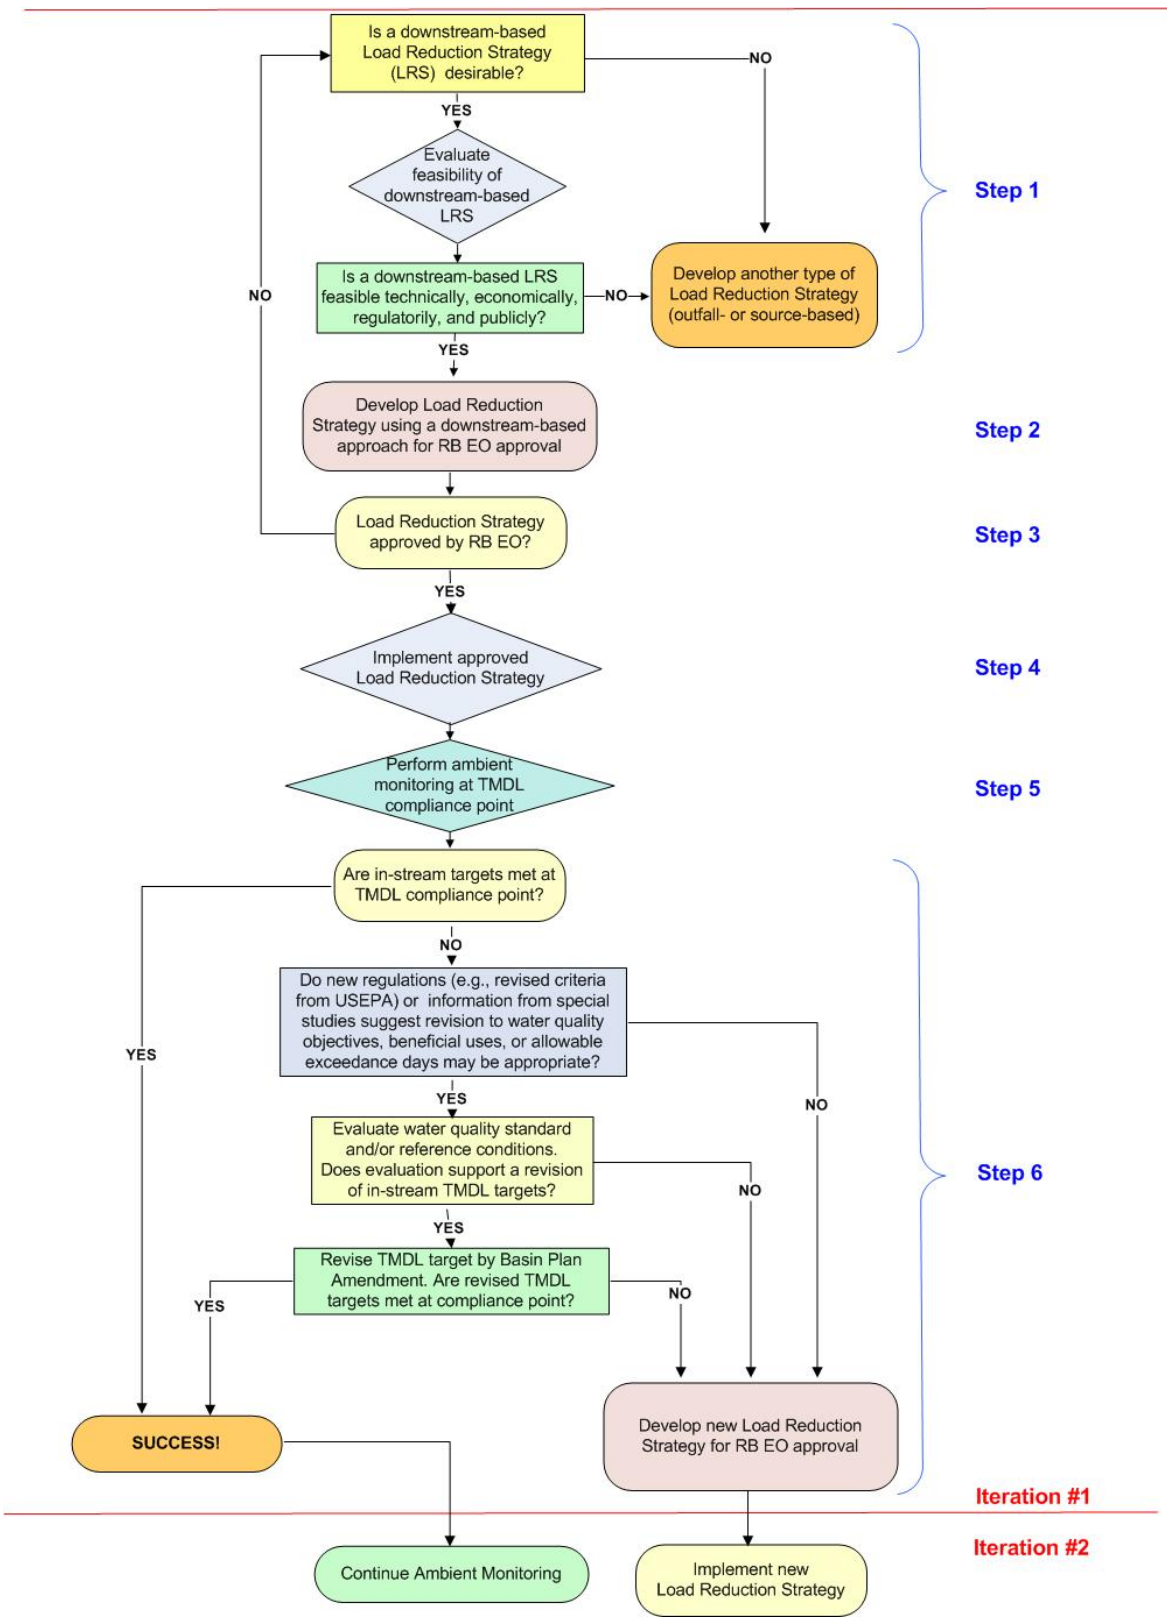 Is a downstream-based
Load Reduction Strategy
(LRS) desirable?
NO
YES
Evaluate
feasibility of
downstream-based
LRS
Step 1
Is a downstream-based LRS
feasible technically, economically,
regulatorily, and publicly?
NO
Develop another type of
Load Reduction Strategy
(outfall- or source-based)
NO
YES
Develop Load Reduction
Strategy using a downstream-based
approach for RB EO approval
Step 2
Load Reduction Strategy
approved by RB EO?
Step 3
YES
Implement approved
Load Reduction Strategy
Step 4
Perform ambient
monitoring at TMDL
compliance point
Step 5
Are in-stream targets met at
TMDL compliance point?
NO
Do new regulations (e.g., revised criteria
from USEPA) or information from special
studies suggest revision to water quality
objectives, beneficial uses, or allowable
exceedance days may be appropriate?
YES
YES
NO
Evaluate water quality standard
and/or reference conditions.
Does evaluation support a revision
of in-stream TMDL targets?
Step 6
NO
YES
Revise TMDL target by Basin Plan
Amendment. Are revised TMDL
targets met at compliance point?
YES
NO
SUCCESS!
Develop new Load Reduction
Strategy for RB EO approval
Iteration #1
Iteration #2
Continue Ambient Monitoring
Implement new
Load Reduction Strategy